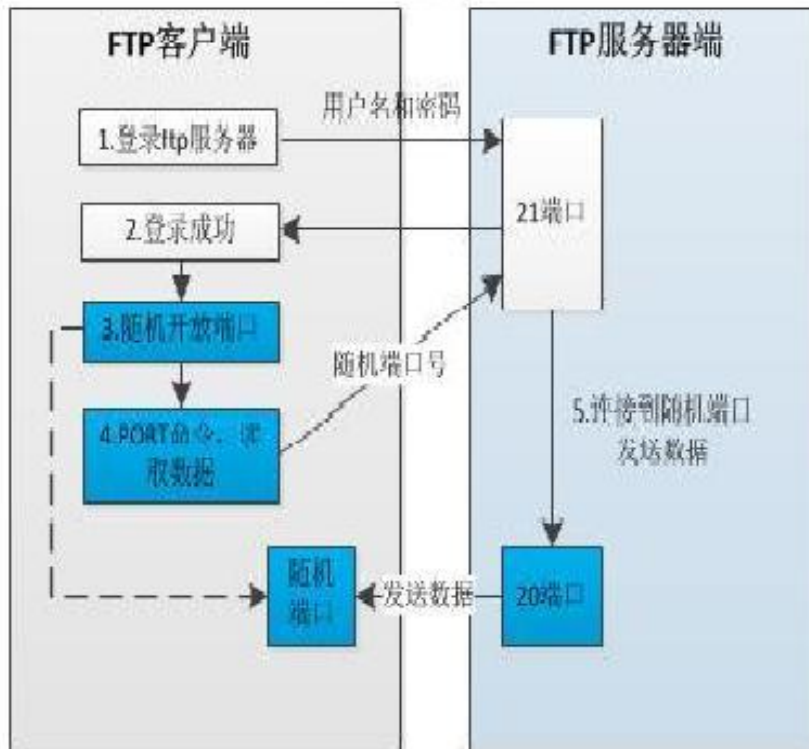 FTP客户端
FTP服务器端
用户名和密码
1.登录ftp服务器
21端口
2.登录成功
3.随机开放端口
随机端口号
4.PORT命令，读
取数据
5.连接到随机端口
发送数据
随机
端口
发送数据
20端口